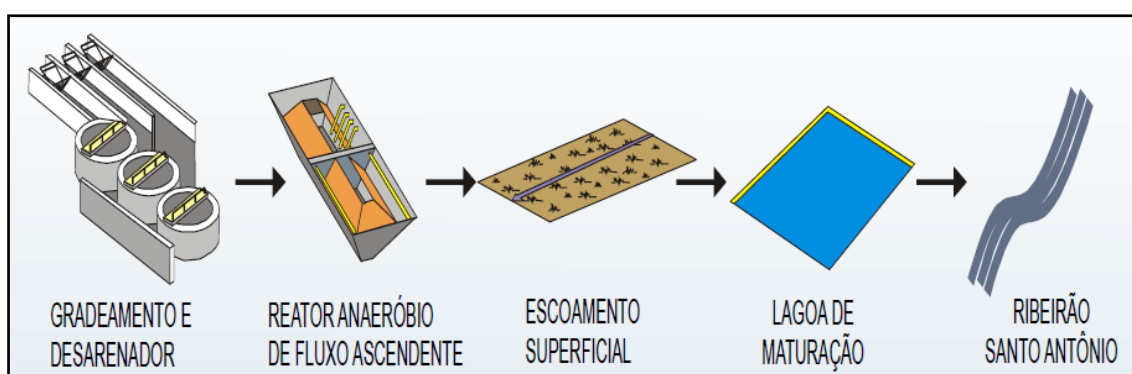 GRADEAMENTO E
DESARENADOR
REATOR ANAERÓBIO
DE FLUXO ASCENDENTE
ESCOAMENTO
SUPERFICIAL
LAGOA DE
MATURAÇÃO
RIBEIRÃO
SANTO ANTÔNIO